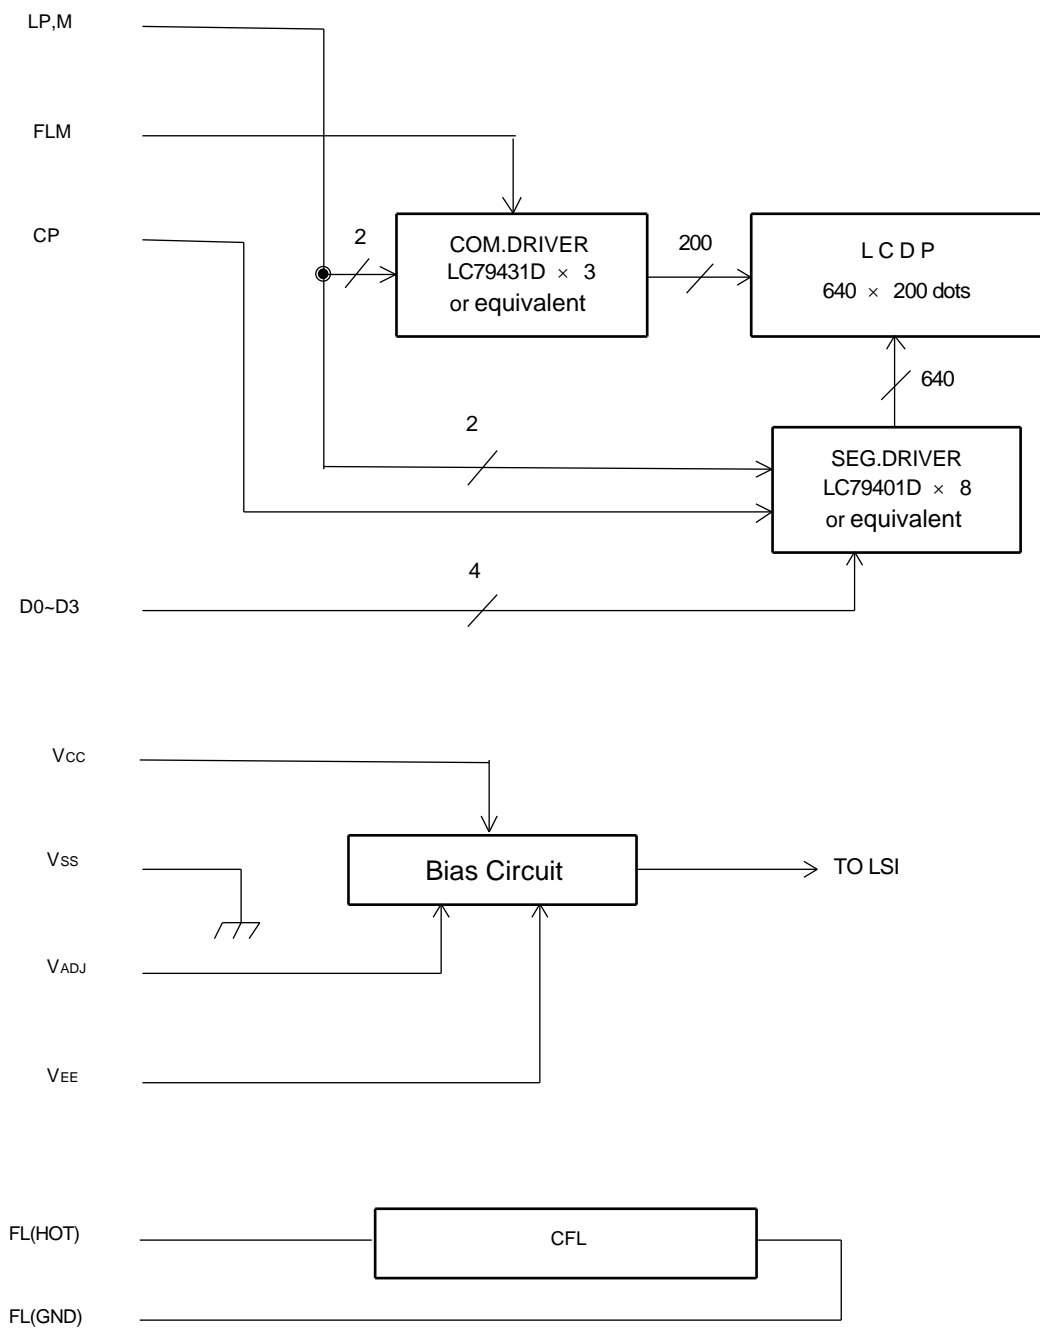 LP,M
FLM
CP
2
COM.DRIVER
LC79431D × 3
or equivalent
200
L C D P
640 × 200 dots
640
2
SEG.DRIVER
LC79401D × 8
or equivalent
4
D0~D3
VCC
VSS
Bias Circuit
TO LSI
VADJ
VEE
FL(HOT)
CFL
FL(GND)